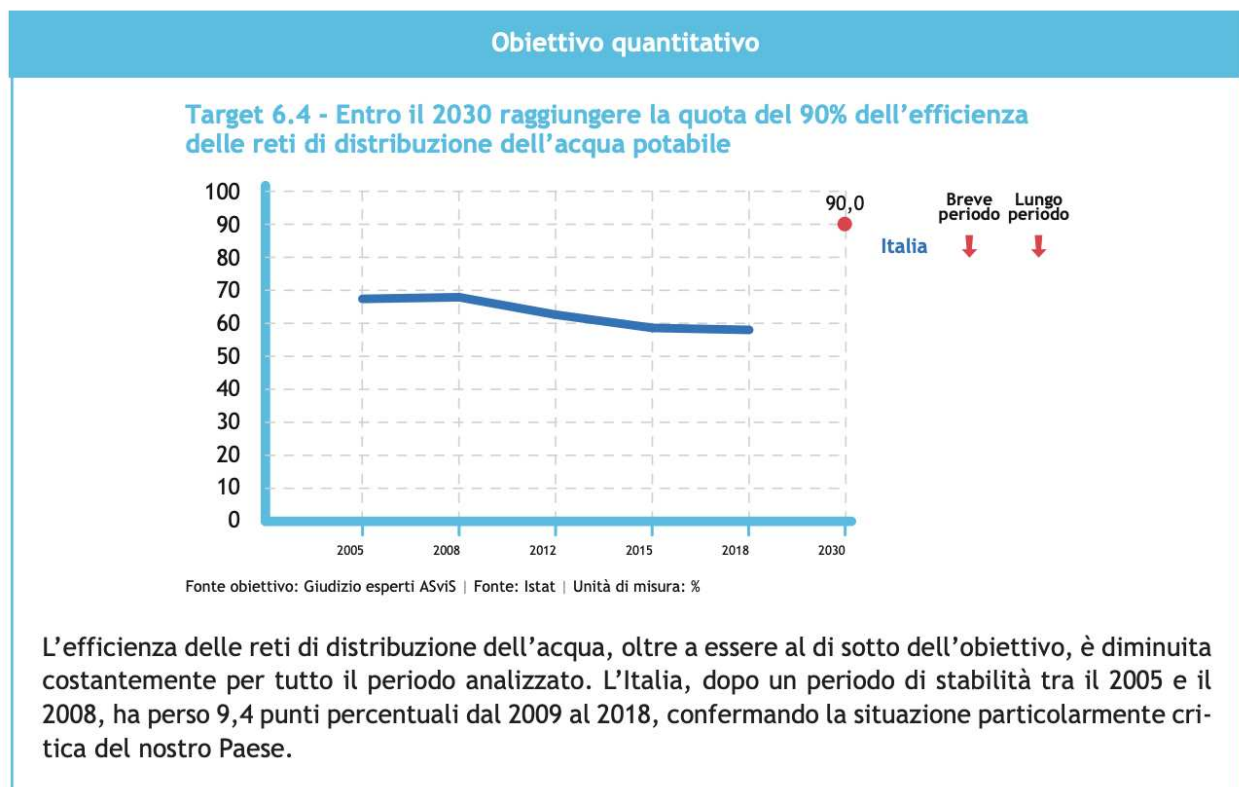 Obiettivo quantitativo
Target 6.4 - Entro il 2030 raggiungere la quota del 90% dell’efficienza
delle reti di distribuzione dell’acqua potabile
100
90
80
70
60
50
40
30
20
10
0
2005 2008 2012 2015 2018 2030
90,0
Breve periodo
Lungo periodo
Italia
Fonte obiettivo: Giudizio esperti ASviS | Fonte: Istat | Unità di misura: %
L’efficienza delle reti di distribuzione dell’acqua, oltre a essere al di sotto dell’obiettivo, è diminuita
costantemente per tutto il periodo analizzato. L’Italia, dopo un periodo di stabilità tra il 2005 e il
2008, ha perso 9,4 punti percentuali dal 2009 al 2018, confermando la situazione particolarmente cri-
tica del nostro Paese.